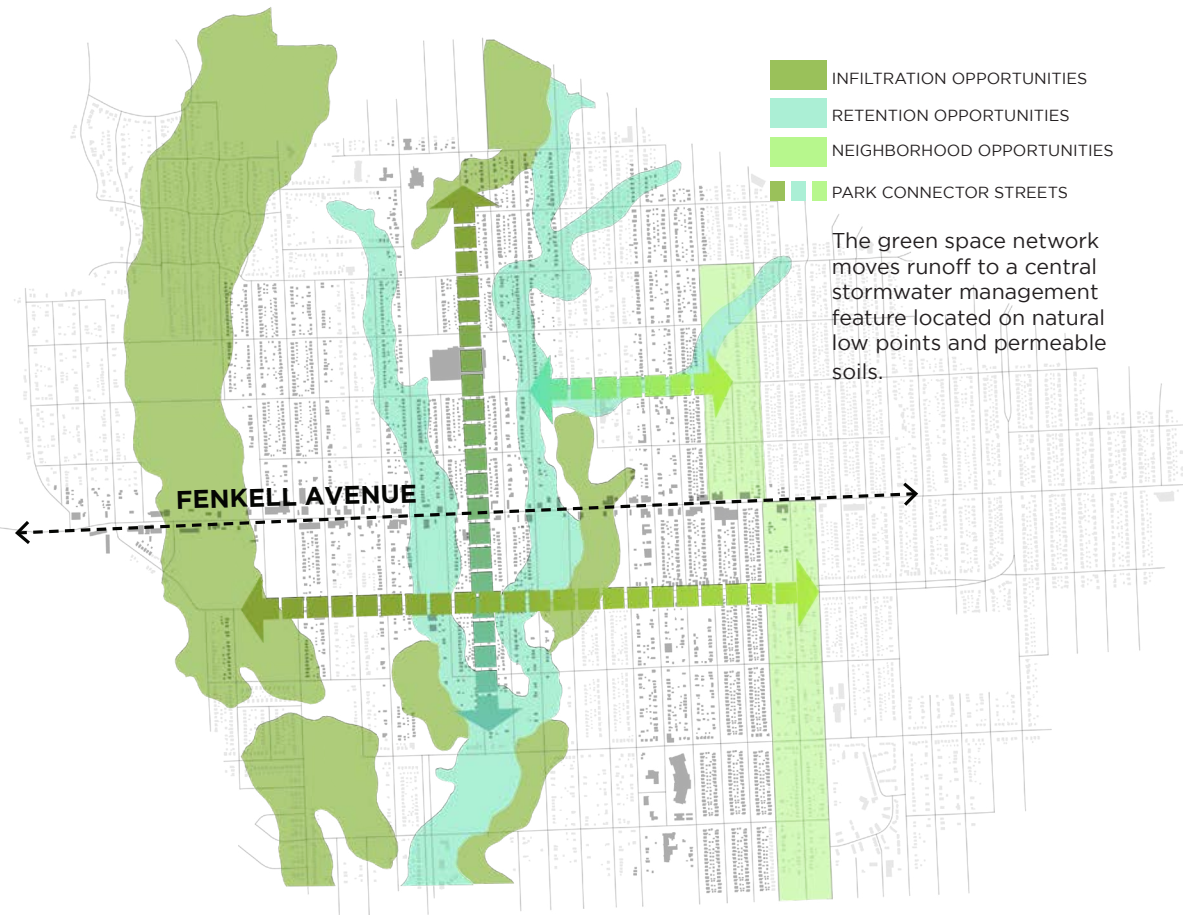 INFILTRATION OPPORTUNITIES
RETENTION OPPORTUNITIES
NEIGHBORHOOD OPPORTUNITIES
PARK CONNECTOR STREETS
The green space network
moves runoff to a central
stormwater management
feature located on natural
low points and permeable
soils.
FENKELL AVENUE